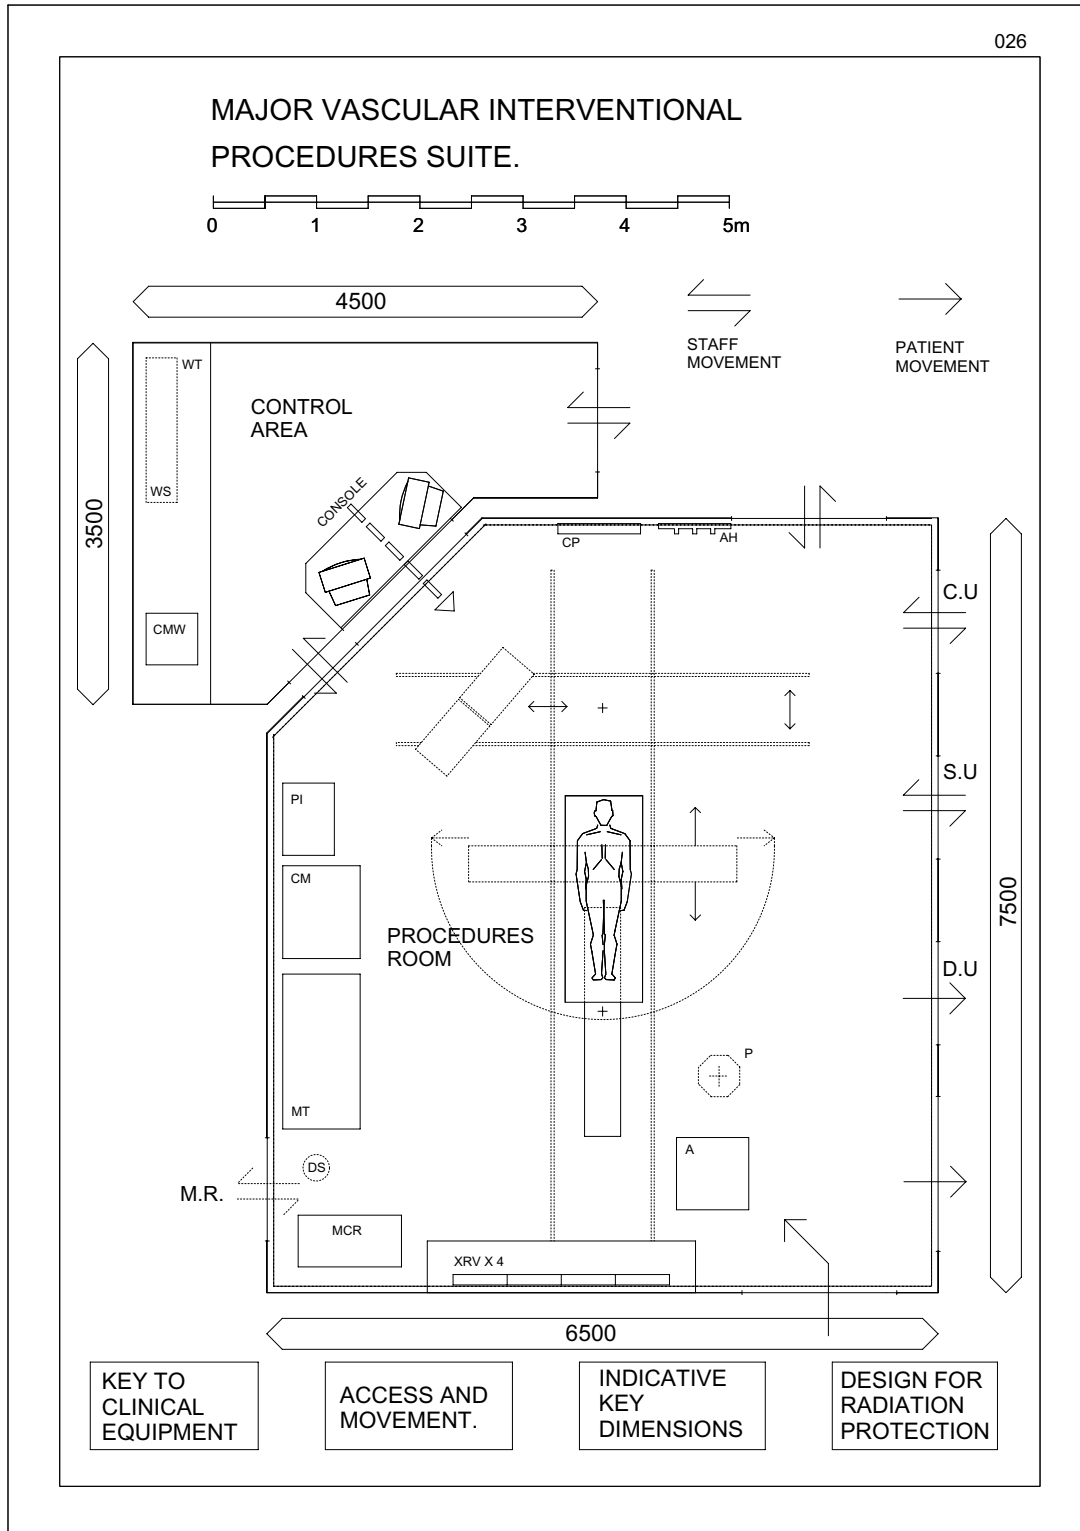 026
MAJOR VASCULAR INTERVENTIONAL
PROCEDURES SUITE.
0 1 2 3 4 5m
4500
STAFF
MOVEMENT
PATIENT
MOVEMENT
WT
CONTROL
AREA
WS
CONSOLE
3500
CP
AH
C.U
CMW
S.U
PI
CM
7500
PROCEDURES
ROOM
D.U
P
MT
A
DS
M.R.
MCR
XRV X 4
6500
KEY TO
CLINICAL
EQUIPMENT
ACCESS AND
MOVEMENT.
INDICATIVE
KEY
DIMENSIONS
DESIGN FOR
RADIATION
PROTECTION